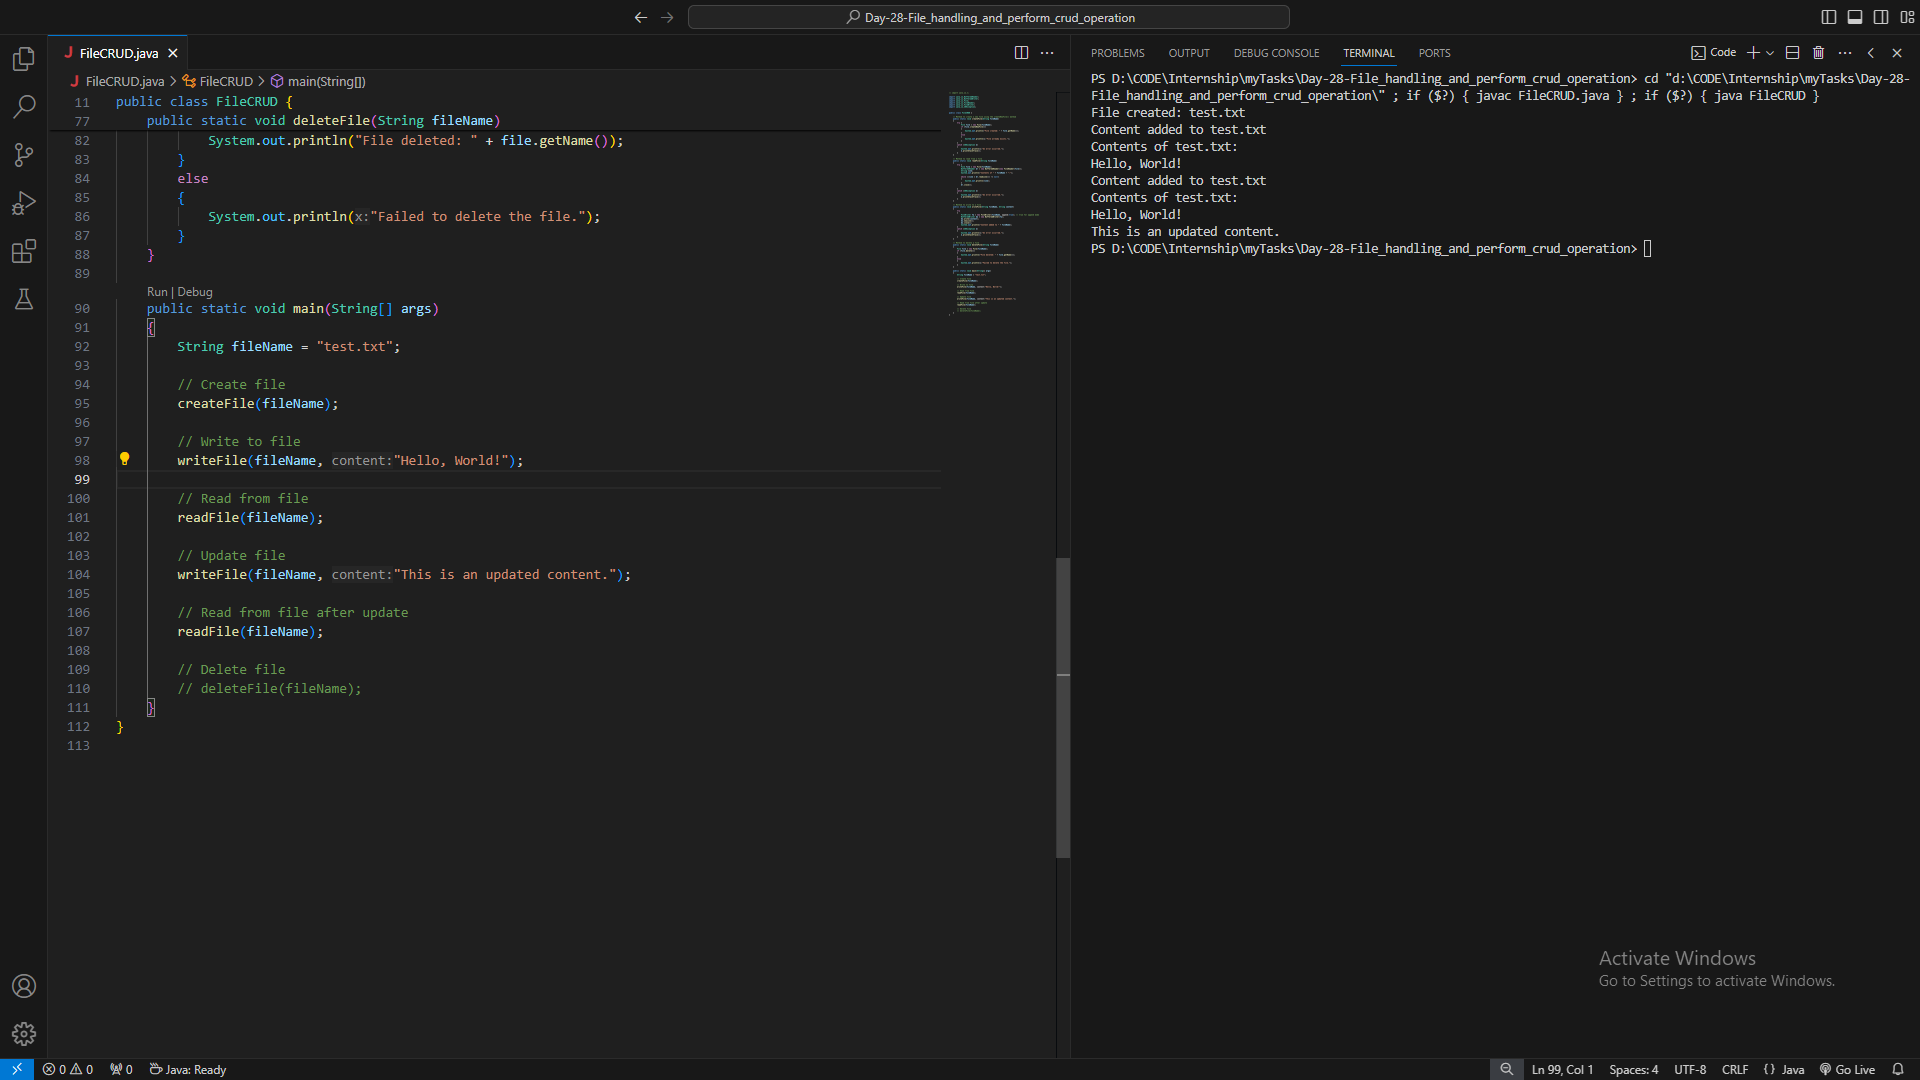 Day-28-File_handling_and_perform_crud_operation
FileCRUD.java
FileCRUD.java > FileCRUD > main(String[])
11 public class FileCRUD {
77 public static void deleteFile(String fileName)
82 System.out.println("File deleted: " + file.getName());
83 }
84 else
85 {
86 System.out.println(x:"Failed to delete the file.");
87 }
88 }
89
Run | Debug
90 public static void main(String[] args)
91 {
92 String fileName = "test.txt";
93
94 // Create file
95 createFile(fileName);
96
97 // Write to file
98 writeFile(fileName, content:"Hello, World!");
99
100 // Read from file
101 readFile(fileName);
102
103 // Update file
104 writeFile(fileName, content:"This is an updated content.");
105
106 // Read from file after update
107 readFile(fileName);
108
109 // Delete file
110 // deleteFile(fileName);
111 }
112 }
113
PROBLEMS OUTPUT DEBUG CONSOLE TERMINAL PORTS Code
PS D:\CODE\Internship\myTasks\Day-28-File_handling_and_perform_crud_operation> cd "d:\CODE\Internship\myTasks\Day-28-
File_handling_and_perform_crud_operation\" ; if ($?) { javac FileCRUD.java } ; if ($?) { java FileCRUD }
File created: test.txt
Content added to test.txt
Contents of test.txt:
Hello, World!
Content added to test.txt
Contents of test.txt:
Hello, World!
This is an updated content.
PS D:\CODE\Internship\myTasks\Day-28-File_handling_and_perform_crud_operation>
Activate Windows
Go to Settings to activate Windows.
0 0 0 Java: Ready
Ln 99, Col 1 Spaces: 4 UTF-8 CRLF {} Java Go Live